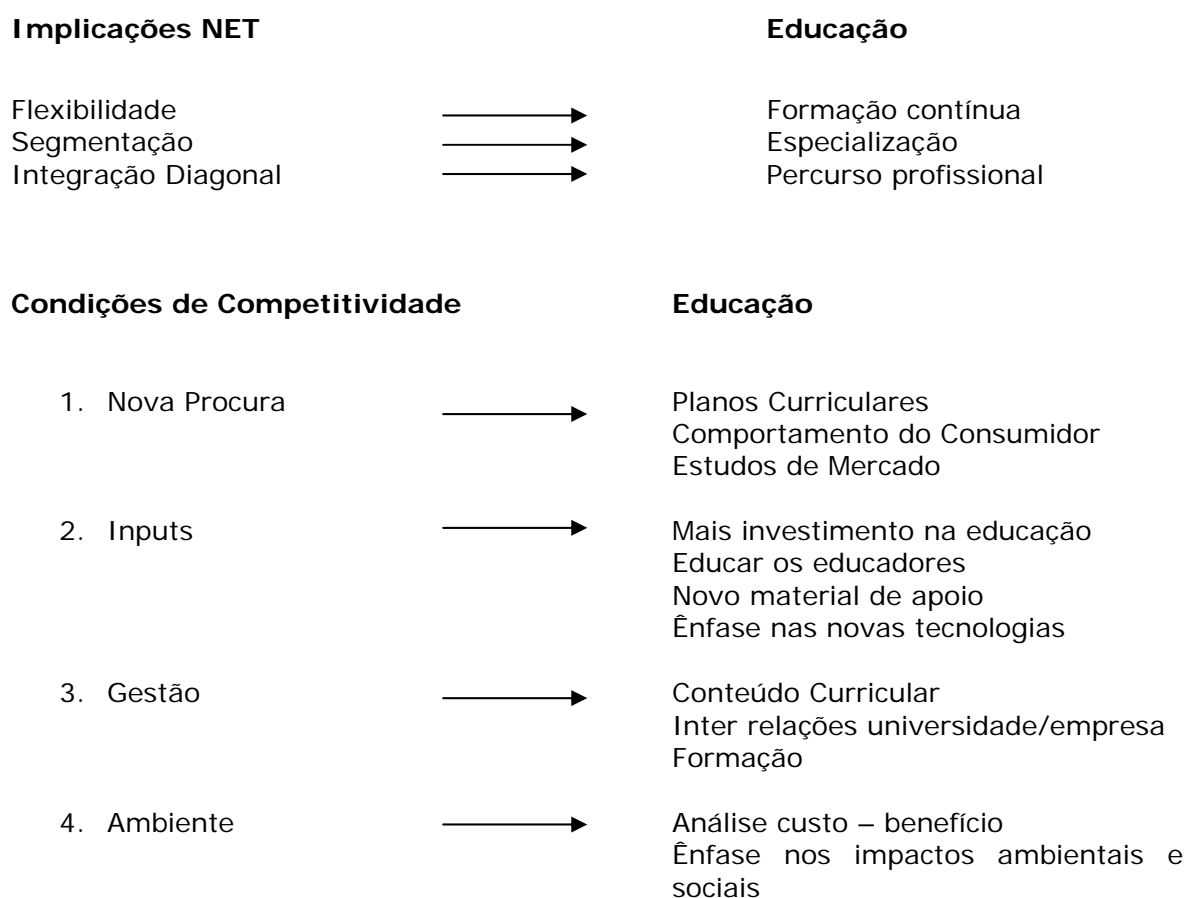 Implicações NET Educação
Flexibilidade Formação contínua
Segmentação Especialização
Integração Diagonal Percurso profissional
Condições de Competitividade Educação
1. Nova Procura Planos Curriculares
Comportamento do Consumidor
Estudos de Mercado
2. Inputs Mais investimento na educação
Educar os educadores
Novo material de apoio
Ênfase nas novas tecnologias
3. Gestão Conteúdo Curricular
Inter relações universidade/empresa
Formação
4. Ambiente Análise custo – benefício
Ênfase nos impactos ambientais e
sociais